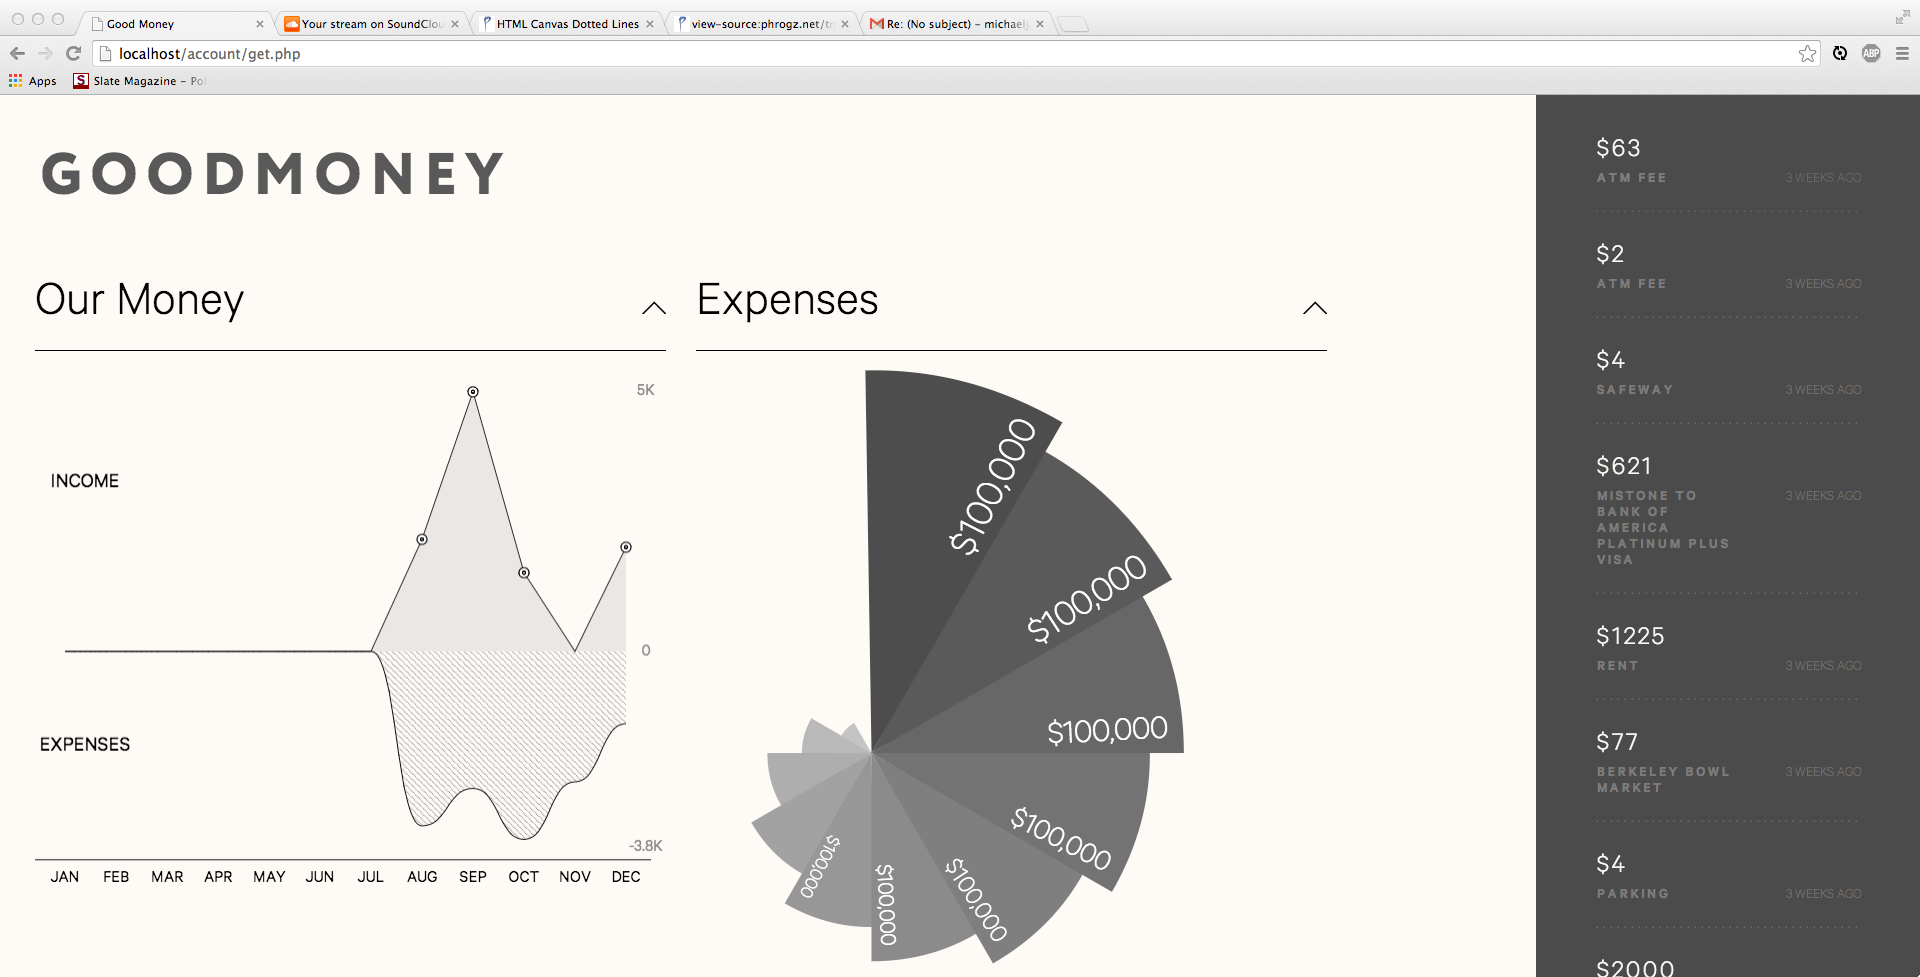 Good Money
Your stream on SoundClou
HTML Canvas Dotted Lines
view-source:phrogz.net/tm
Re: (No subject) – michaelj
localhost/account/get.php
ABP
Apps
S
Slate Magazine – Pol
GOODMONEY
Our Money
Expenses
5K
INCOME
0
EXPENSES
-3.8K
JAN FEB MAR APR MAY JUN JUL AUG SEP OCT NOV DEC
$100,000
$100,000
$100,000
$100,000
$100,000
$100,000
$100,000
$63
ATM FEE 3 WEEKS AGO
$2
ATM FEE 3 WEEKS AGO
$4
SAFEWAY 3 WEEKS AGO
$621
MISTONE TO 3 WEEKS AGO
BANK OF
AMERICA
PLATINUM PLUS
VISA
$1225
RENT 3 WEEKS AGO
$77
BERKELEY BOWL 3 WEEKS AGO
MARKET
$4
PARKING 3 WEEKS AGO
$2000